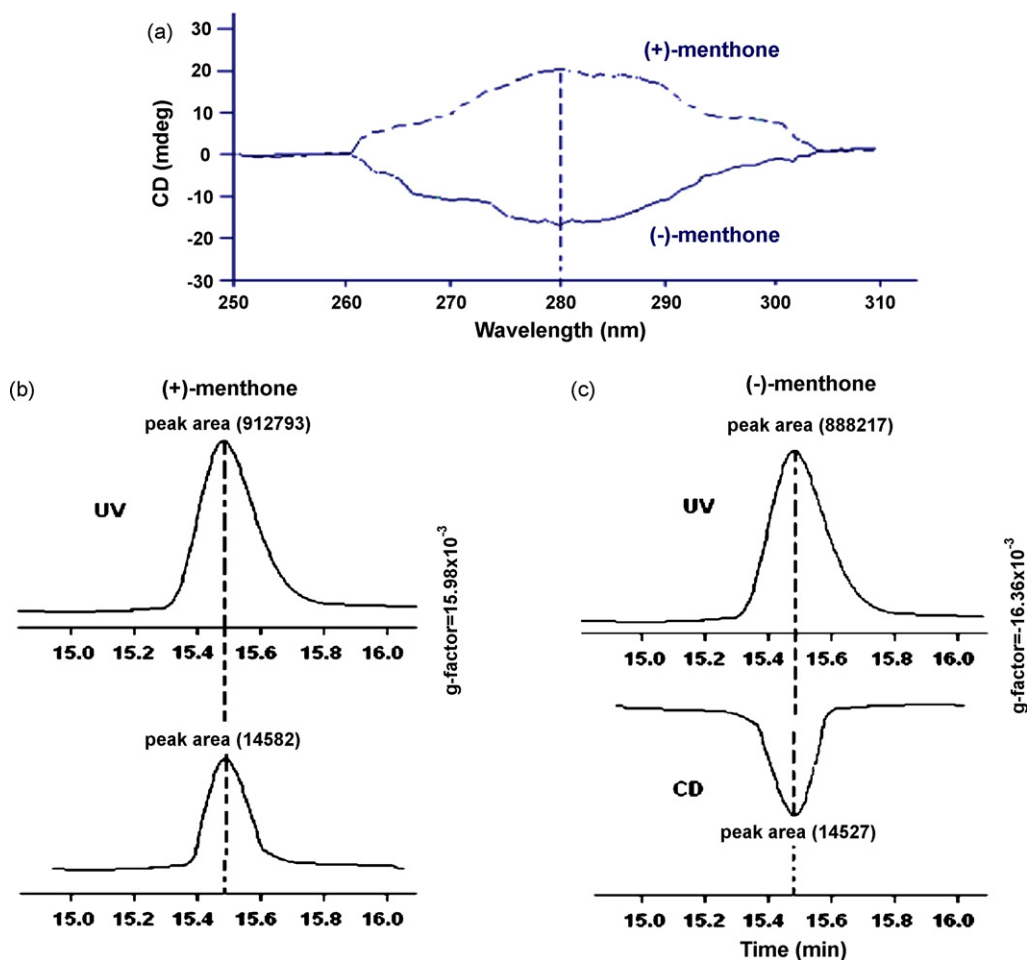 (a)
30
20
10
0
-10
-20
-30
CD (mdeg)
(+)-menthone
(-)-menthone
250 260 270 280 290 300 310
Wavelength (nm)
(b)
(+)-menthone
peak area (912793)
UV
15.0 15.2 15.4 15.6 15.8 16.0
g-factor=15.98x10-3
peak area (14582)
15.0 15.2 15.4 15.6 15.8 16.0
(c)
(-)-menthone
peak area (888217)
UV
15.0 15.2 15.4 15.6 15.8 16.0
g-factor=-16.36x10-3
CD
peak area (14527)
15.0 15.2 15.4 15.6 15.8 16.0
Time (min)